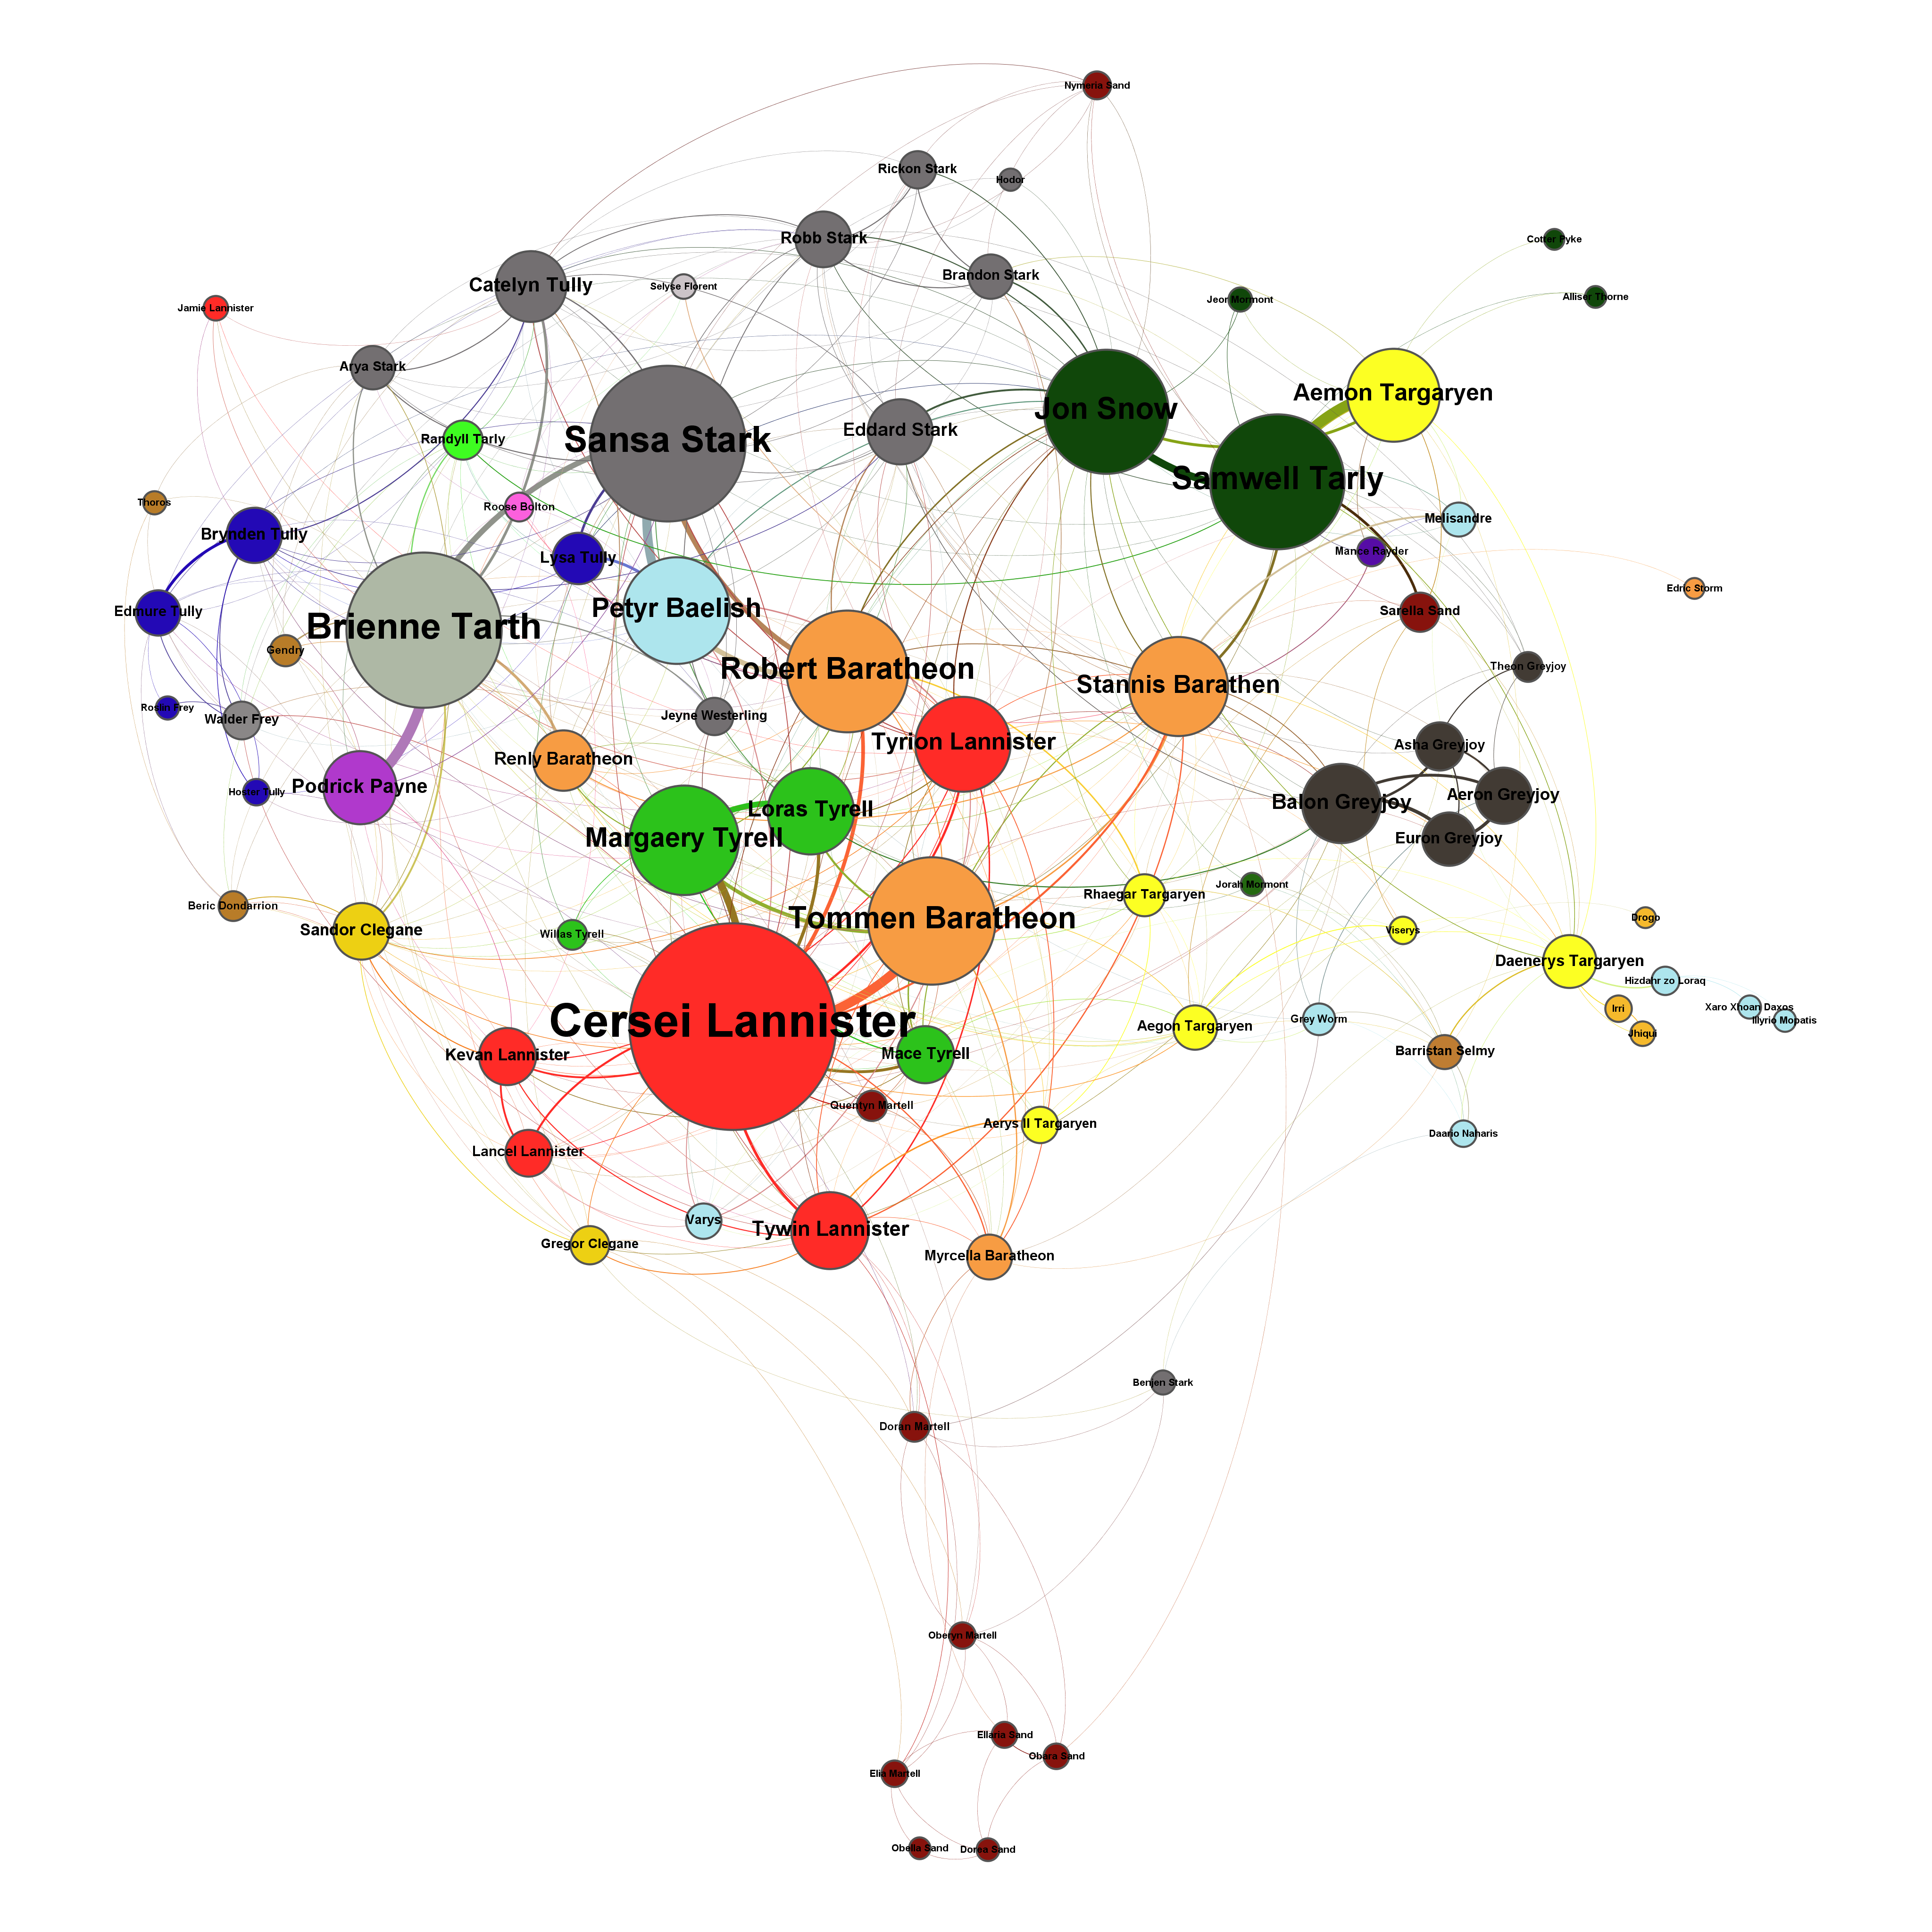 Nymeria Sand
Rickon Stark
Hodor
Robb Stark
Cotter Pyke
Brandon Stark
Catelyn Tully
Selyse Florent
Jeor Mormont
Alliser Thorne
Jamie Lannister
Arya Stark
Aemon Targaryen
Jon Snow
Eddard Stark
Sansa Stark
Randyll Tarly
Samwell Tarly
Thoros
Roose Bolton
Melisandre
Brynden Tully
Mance Rayder
Lysa Tully
Edric Storm
Edmure Tully
Petyr Baelish
Sarella Sand
Brienne Tarth
Gendry
Robert Baratheon
Theon Greyjoy
Stannis Barathen
Roslin Frey
Walder Frey
Jeyne Westerling
Tyrion Lannister
Asha Greyjoy
Renly Baratheon
Podrick Payne
Hoster Tully
Aeron Greyjoy
Balon Greyjoy
Loras Tyrell
Margaery Tyrell
Euron Greyjoy
Jorah Mormont
Rhaegar Targaryen
Beric Dondarrion
Tommen Baratheon
Drogo
Sandor Clegane
Viserys
Willas Tyrell
Daenerys Targaryen
Hizdahr zo Loraq
Xaro Xhoan Daxos
Irri
Grey Worm
Illyrio Mopatis
Cersei Lannister
Aegon Targaryen
Jhiqui
Barristan Selmy
Mace Tyrell
Kevan Lannister
Quentyn Martell
Aerys II Targaryen
Daario Naharis
Lancel Lannister
Varys
Tywin Lannister
Gregor Clegane
Myrcella Baratheon
Benjen Stark
Doran Martell
Oberyn Martell
Ellaria Sand
Obara Sand
Elia Martell
Obella Sand
Dorea Sand